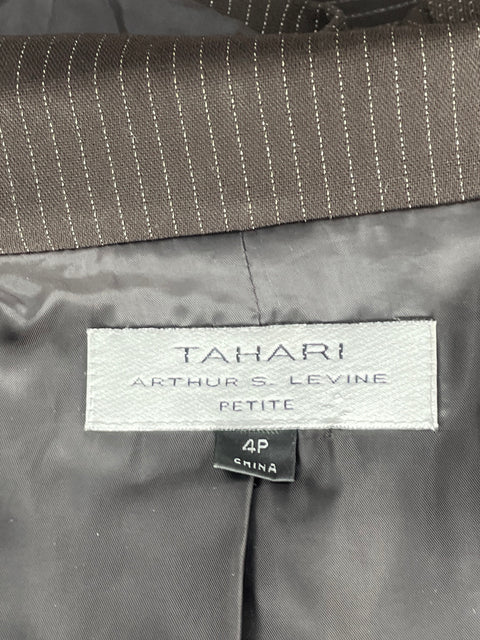 TAHARI
ARTHUR S. LEVINE
PETITE
4P
CHINA